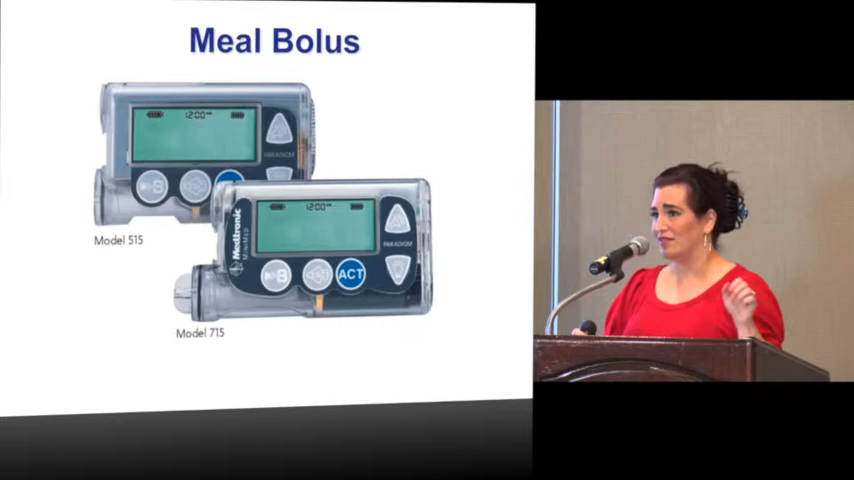 Meal Bolus
12:00
PARADIGM
B
Model 515
12:00
Medtronic
MINIMED
PARADIGM
B
ACT
Model 715